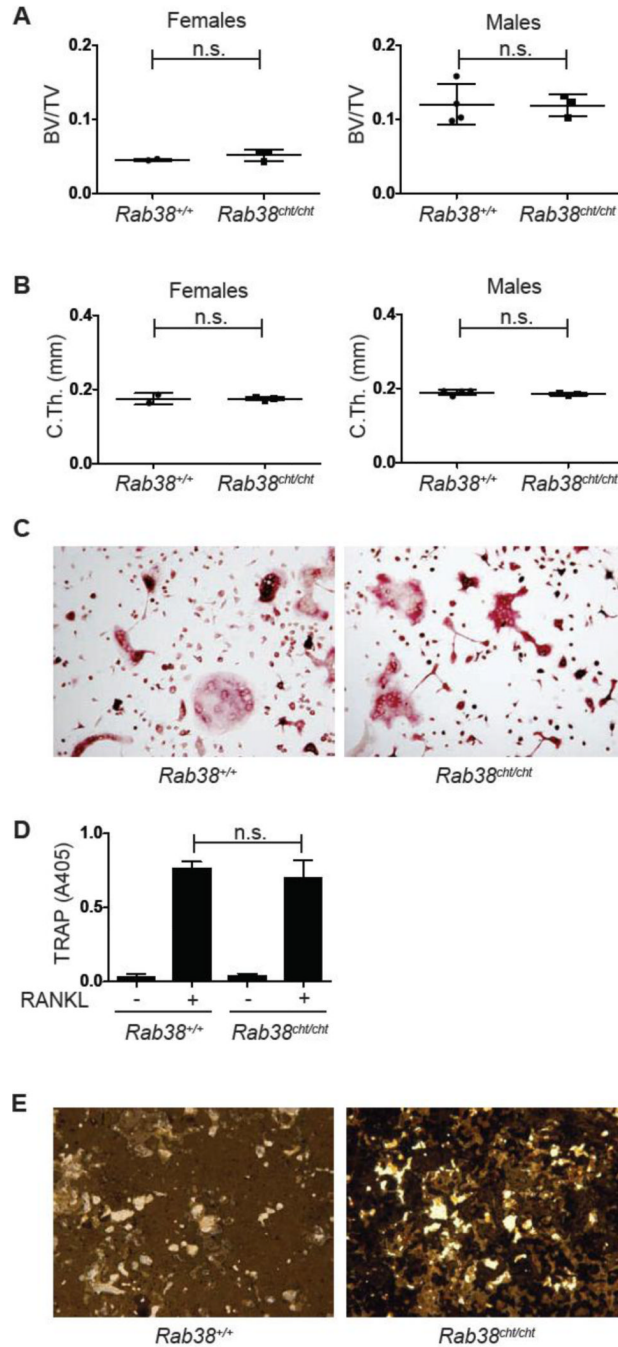 A
Females
Males
n.s.
n.s.
BV/TV
0.2
0.1
0.0
BV/TV
0.2
0.1
0.0
Rab38+/+
Rab38cht/cht
Rab38+/+
Rab38cht/cht
B
Females
Males
n.s.
n.s.
C.Th. (mm)
0.4
0.2
0.0
C.Th. (mm)
0.4
0.2
0.0
Rab38+/+
Rab38cht/cht
Rab38+/+
Rab38cht/cht
C
Rab38+/+
Rab38cht/cht
D
n.s.
TRAP (A405)
1.0
0.5
0.0
RANKL - + - +
Rab38+/+
Rab38cht/cht
E
Rab38+/+
Rab38cht/cht